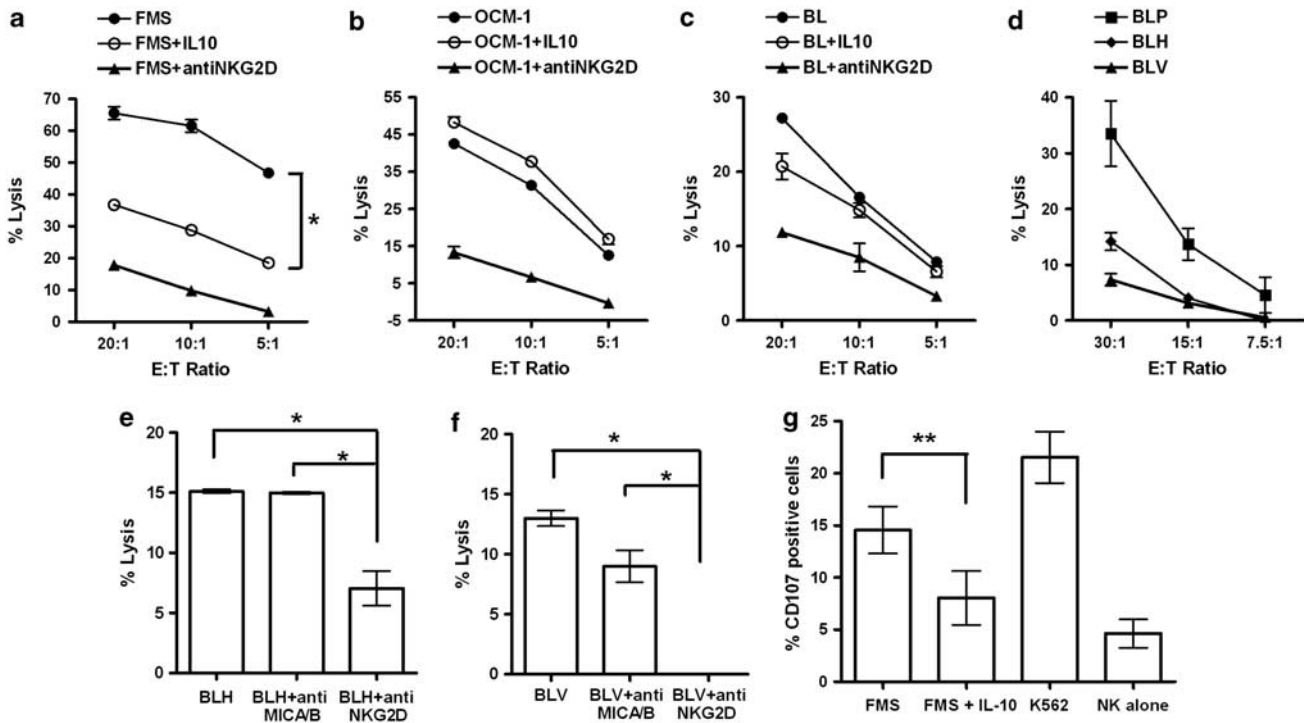 a
FMS
FMS+IL10
FMS+antiNKG2D
% Lysis
70
60
50
40
30
20
10
0
*
20:1 10:1 5:1
E:T Ratio
b
OCM-1
OCM-1+IL10
OCM-1+antiNKG2D
% Lysis
55
45
35
25
15
5
-5
20:1 10:1 5:1
E:T Ratio
c
BL
BL+IL10
BL+antiNKG2D
% Lysis
30
20
10
0
20:1 10:1 5:1
E:T Ratio
d
BLP
BLH
BLV
% Lysis
40
30
20
10
0
30:1 15:1 7.5:1
E:T Ratio
e
% Lysis
20
15
10
5
0
*
*
BLH BLH+anti BLH+anti
MICA/B NKG2D
f
% Lysis
20
15
10
5
0
*
*
BLV BLV+anti BLV+anti
MICA/B NKG2D
g
% CD107 positive cells
25
20
15
10
5
0
**
FMS FMS + IL-10 K562 NK alone